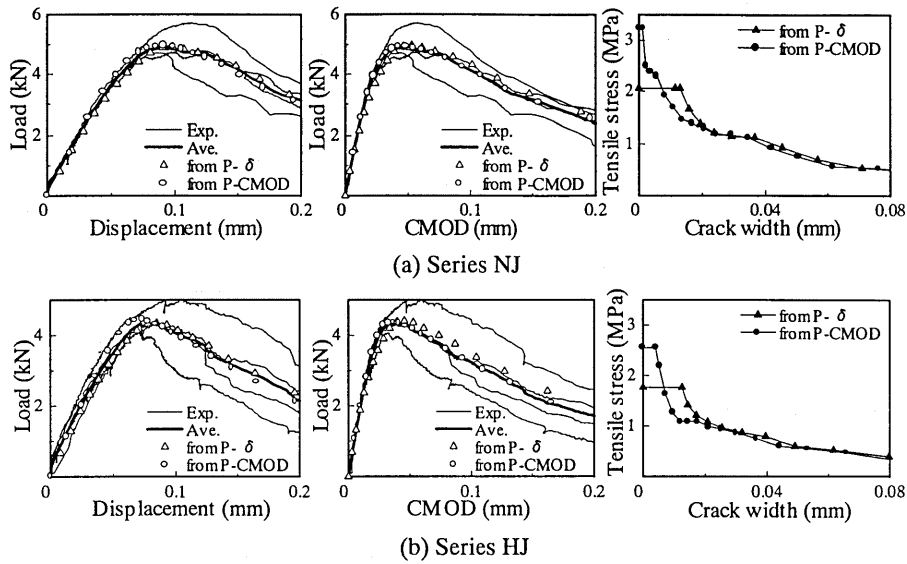 6
4
2
0
0.1
0.2
Load (kN)
Displacement (mm)
Exp.
Ave.
from P- δ
from P-CMOD
6
4
2
0
0.1
0.2
Load (kN)
CMOD (mm)
Exp.
Ave.
from P- δ
from P-CMOD
3
2
1
0
0.04
0.08
Tensile stress (MPa)
Crack width (mm)
from P- δ
from P-CMOD
(a) Series NJ
4
2
0
0.1
0.2
Load (kN)
Displacement (mm)
Exp.
Ave.
from P- δ
from P-CMOD
4
2
0
0.1
0.2
Load (kN)
CMOD (mm)
Exp.
Ave.
from P- δ
from P-CMOD
3
2
1
0
0.04
0.08
Tensile stress (MPa)
Crack width (mm)
from P- δ
from P-CMOD
(b) Series HJ